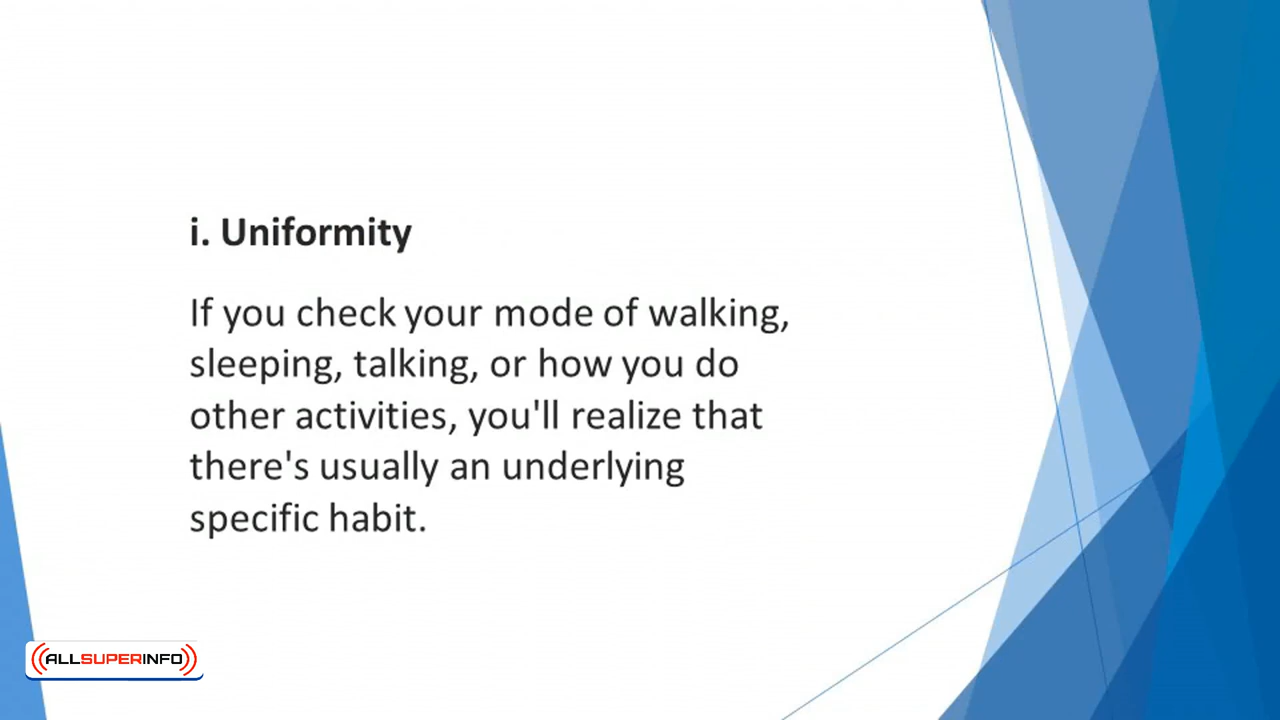 i. Uniformity
If you check your mode of walking,
sleeping, talking, or how you do
other activities, you'll realize that
there's usually an underlying
specific habit.
ALLSUPERINFO